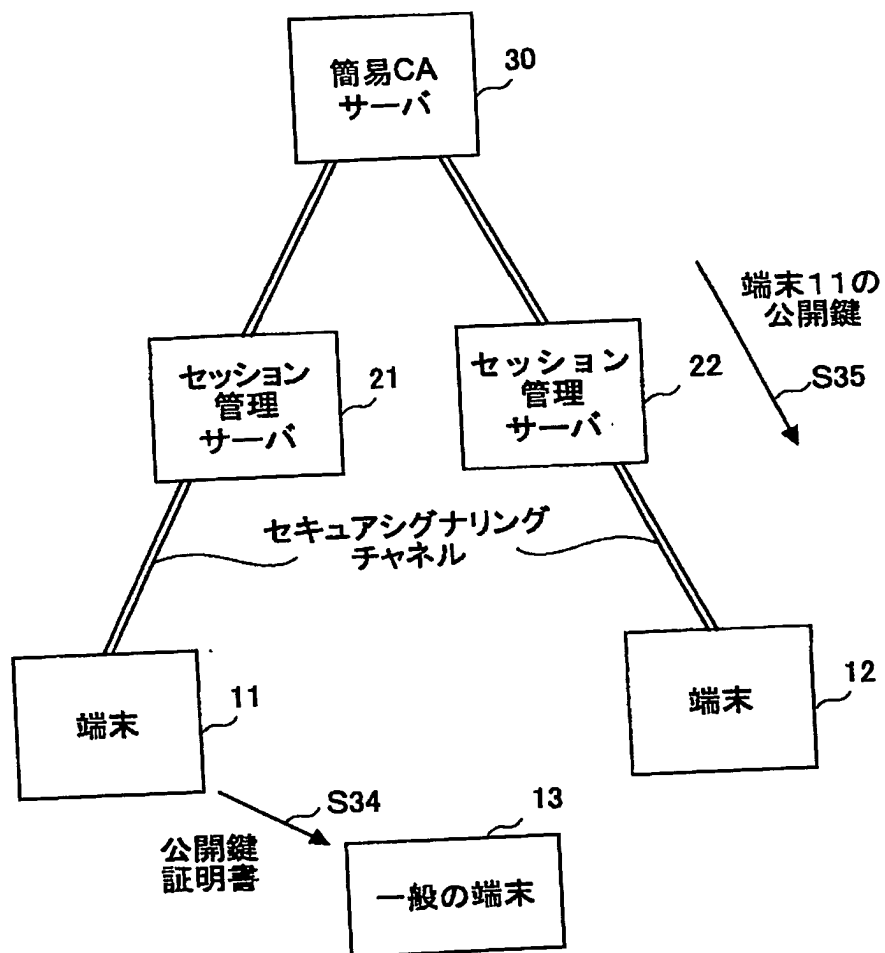 簡易CA
サーバ
30
端末11の
公開鍵
S35
セッション
管理
サーバ
21
セッション
管理
サーバ
22
セキュアシグナリング
チャネル
端末
11
端末
12
S34
公開鍵
証明書
13
一般の端末